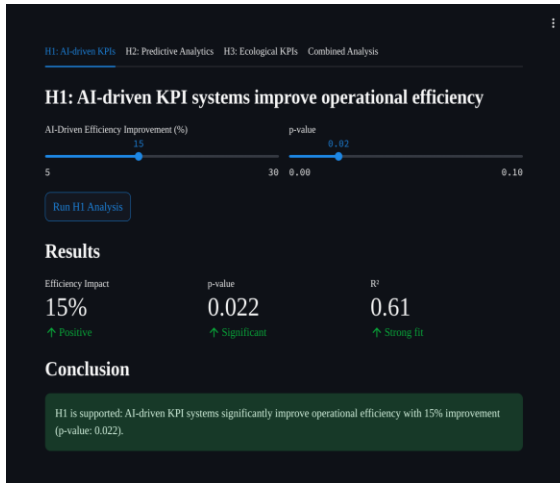 H1: AI-driven KPIs H2: Predictive Analytics H3: Ecological KPIs Combined Analysis
H1: AI-driven KPI systems improve operational efficiency
AI-Driven Efficiency Improvement (%) p-value
15 0.02
5 30 0.00 0.10
Run H1 Analysis
Results
Efficiency Impact p-value R²
15% 0.022 0.61
↑ Positive ↑ Significant ↑ Strong fit
Conclusion
H1 is supported: AI-driven KPI systems significantly improve operational efficiency with 15% improvement
(p-value: 0.022).